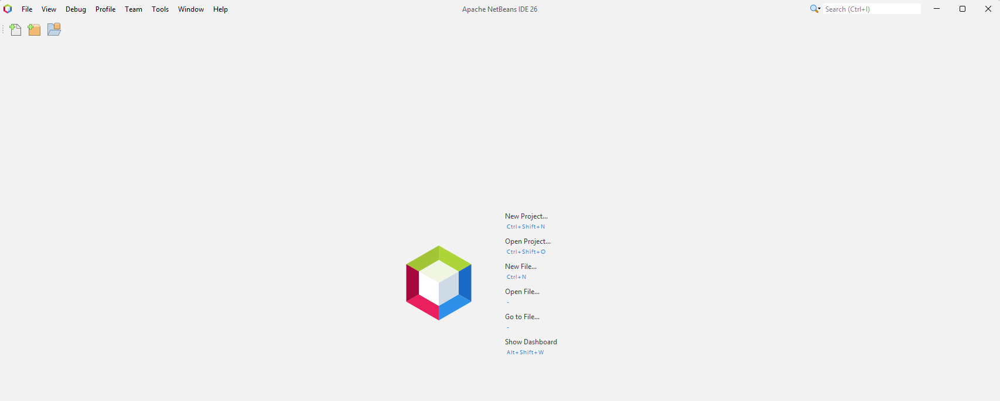 File View Debug Profile Team Tools Window Help Apache NetBeans IDE 26 Search (Ctrl+I)
New Project...
Ctrl+Shift+N
Open Project...
Ctrl+Shift+O
New File...
Ctrl+N
Open File...
-
Go to File...
-
Show Dashboard
Alt+Shift+W